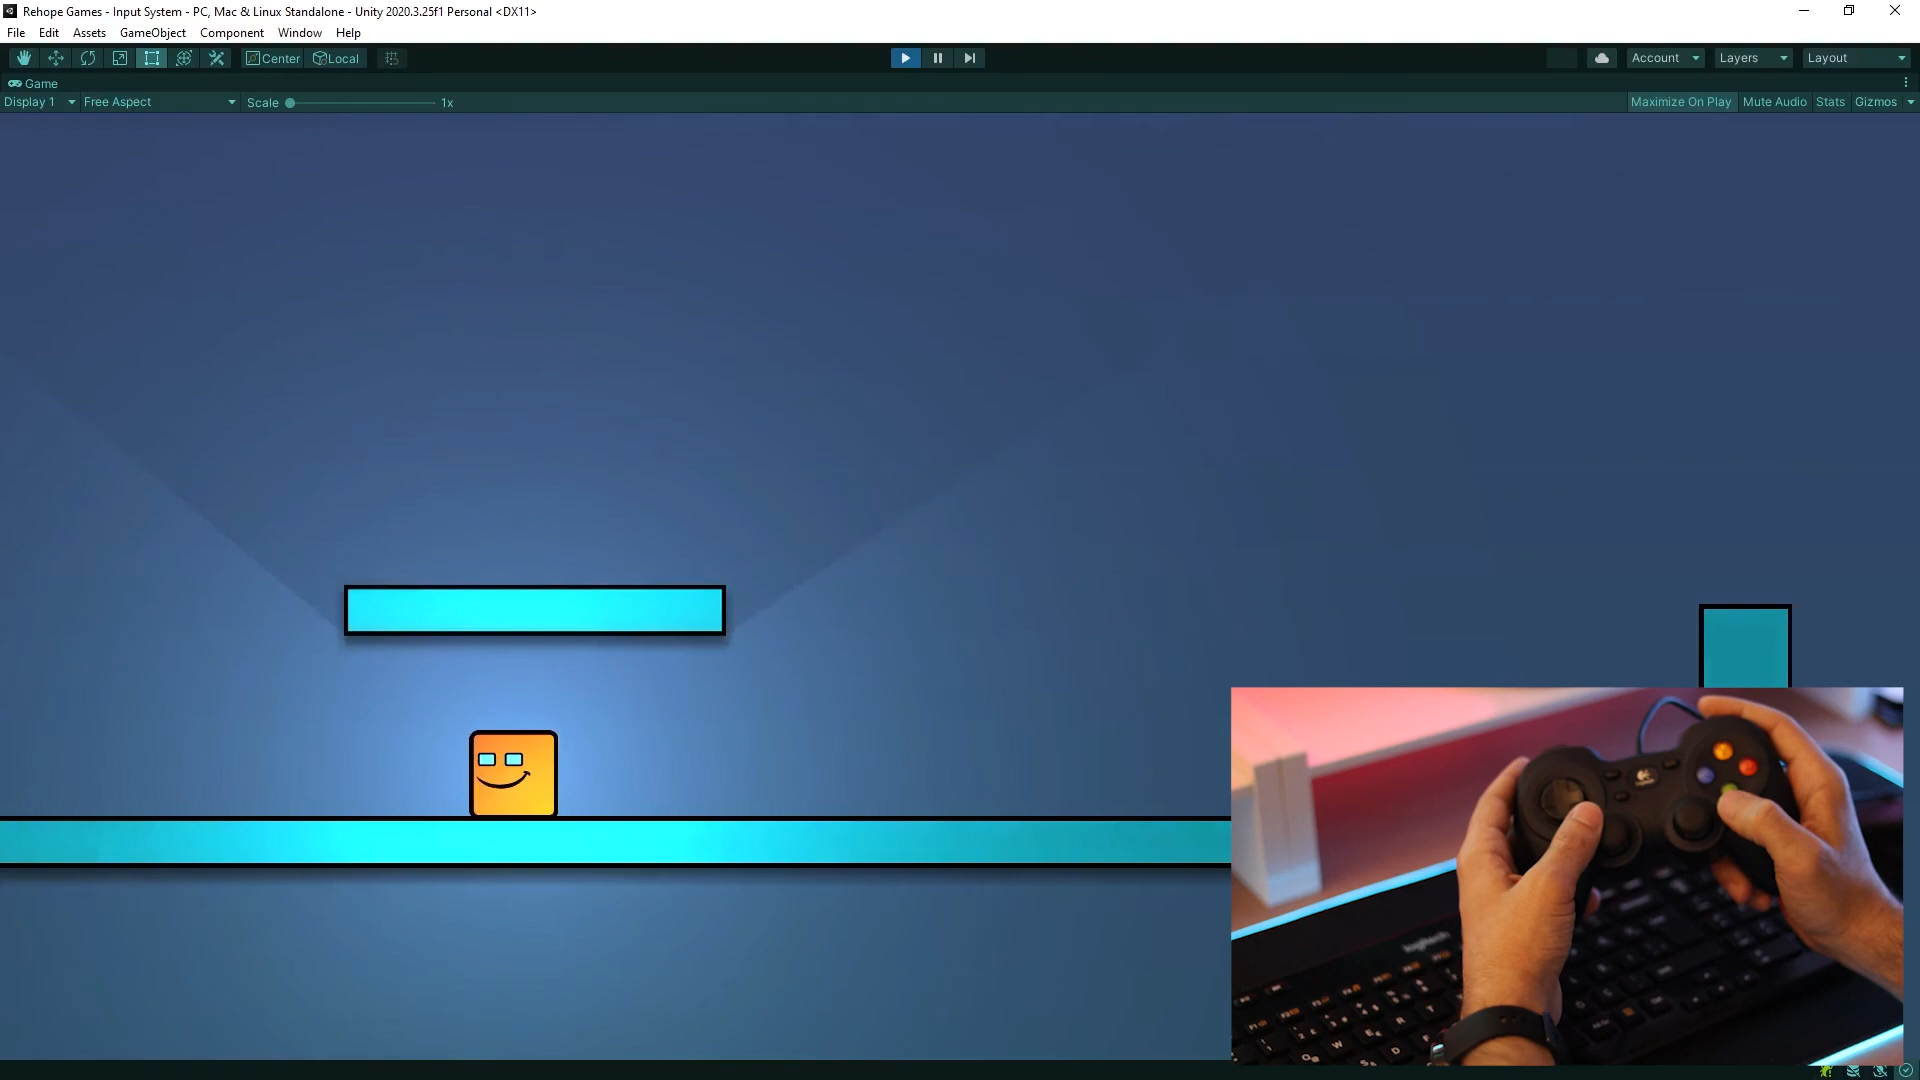 Rehope Games - Input System - PC, Mac & Linux Standalone - Unity 2020.3.25f1 Personal <DX11>
File Edit Assets GameObject Component Window Help
Center Local Account Layers Layout
Game
Display 1 Free Aspect Scale 1x Maximize On Play Mute Audio Stats Gizmos
logitech